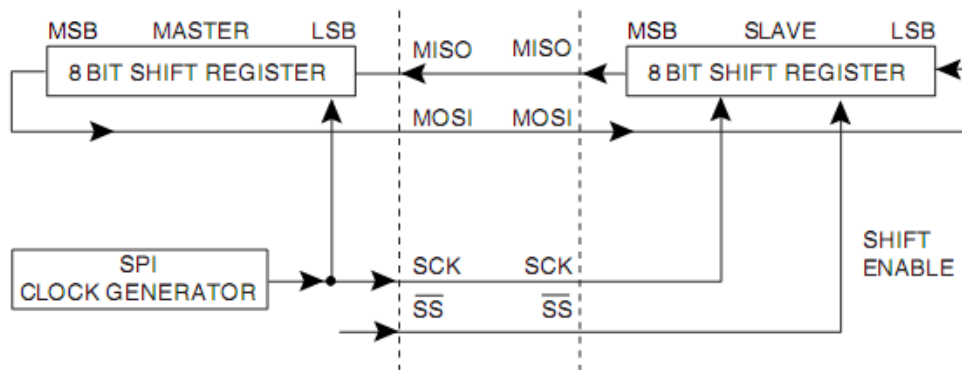 MSB MASTER LSB
8 BIT SHIFT REGISTER
MISO MISO
MSB SLAVE LSB
8 BIT SHIFT REGISTER
MOSI MOSI
SPI
CLOCK GENERATOR
SCK SCK
SS SS
SHIFT
ENABLE